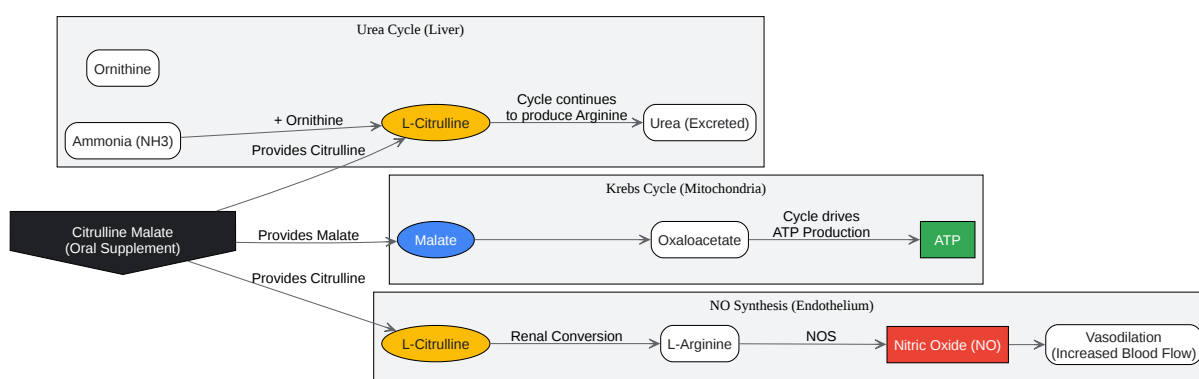 Urea Cycle (Liver)
Ornithine
Ammonia (NH3)
+ Ornithine
L-Citrulline
Cycle continues
to produce Arginine
Urea (Excreted)
Provides Citrulline
Citrulline Malate
(Oral Supplement)
Krebs Cycle (Mitochondria)
Provides Malate
Malate
Oxaloacetate
Cycle drives
ATP Production
ATP
Provides Citrulline
NO Synthesis (Endothelium)
L-Citrulline
Renal Conversion
L-Arginine
NOS
Nitric Oxide (NO)
Vasodilation
(Increased Blood Flow)